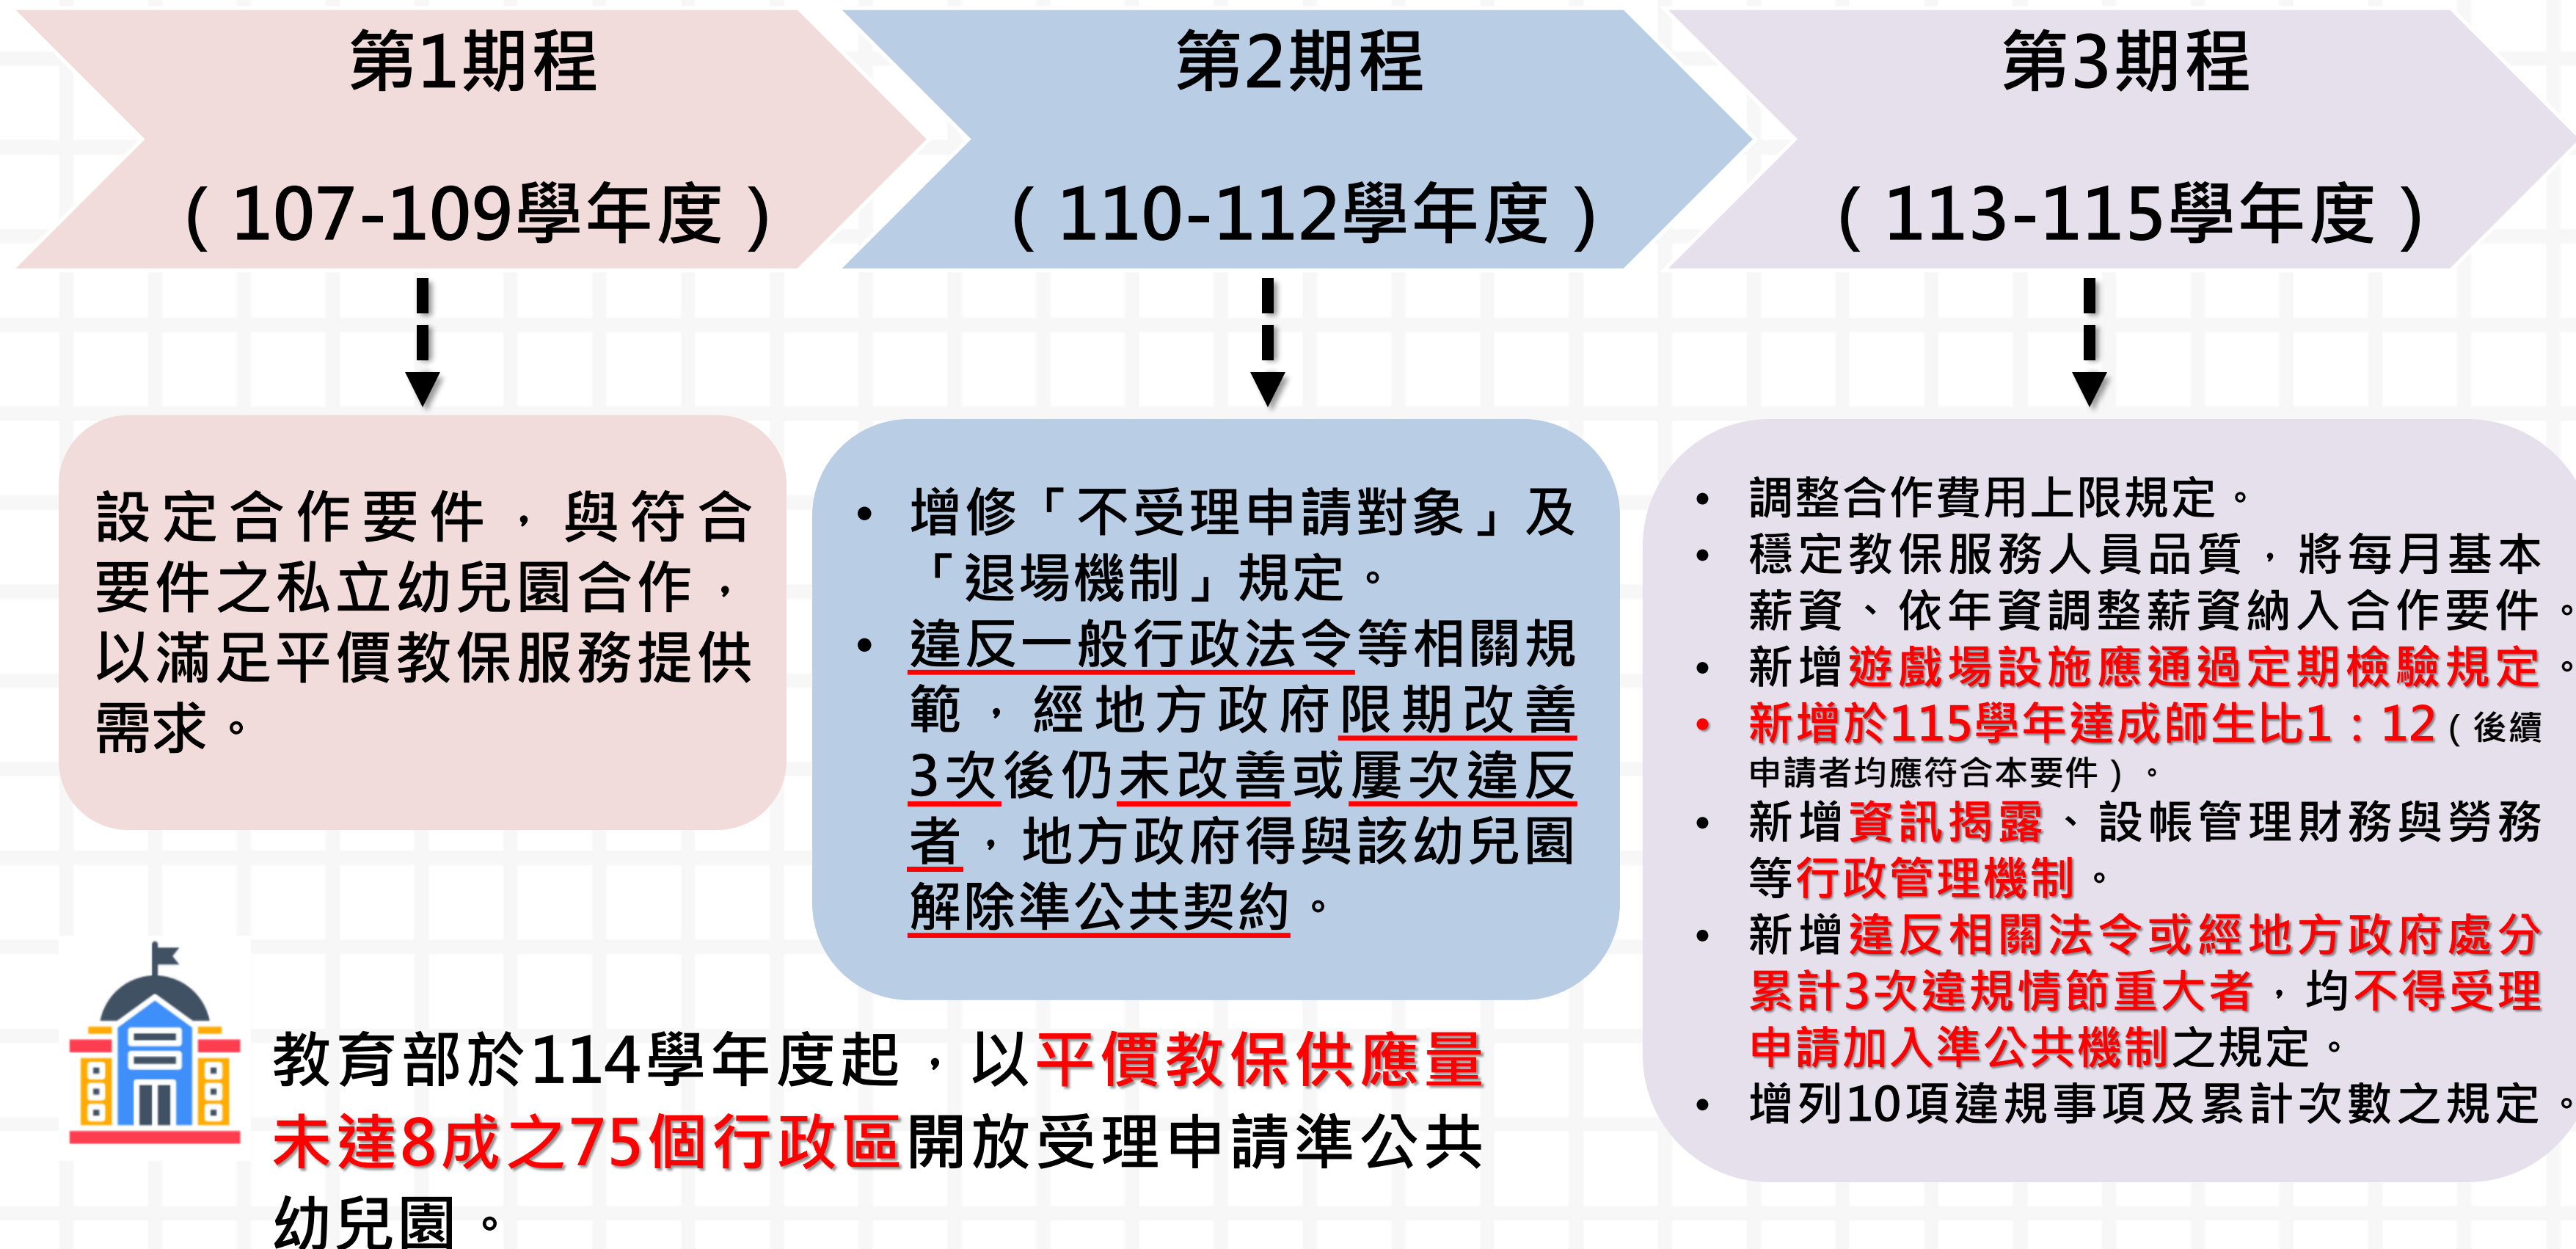 第1期程
（107-109學年度）
第2期程
（110-112學年度）
第3期程
（113-115學年度）
設定合作要件，與符合
要件之私立幼兒園合作，
以滿足平價教保服務提供
需求。
• 增修「不受理申請對象」及
「退場機制」規定。
• 違反一般行政法令等相關規
範，經地方政府限期改善
3次後仍未改善或屢次違反
者，地方政府得與該幼兒園
解除準公共契約。
• 調整合作費用上限規定。
• 穩定教保服務人員品質，將每月基本
薪資、依年資調整薪資納入合作要件。
• 新增遊戲場設施應通過定期檢驗規定。
• 新增於115學年達成師生比1：12（後續
申請者均應符合本要件）。
• 新增資訊揭露、設帳管理財務與勞務
等行政管理機制。
• 新增違反相關法令或經地方政府處分
累計3次違規情節重大者，均不得受理
申請加入準公共機制之規定。
• 增列10項違規事項及累計次數之規定。
教育部於114學年度起，以平價教保供應量
未達8成之75個行政區開放受理申請準公共
幼兒園。